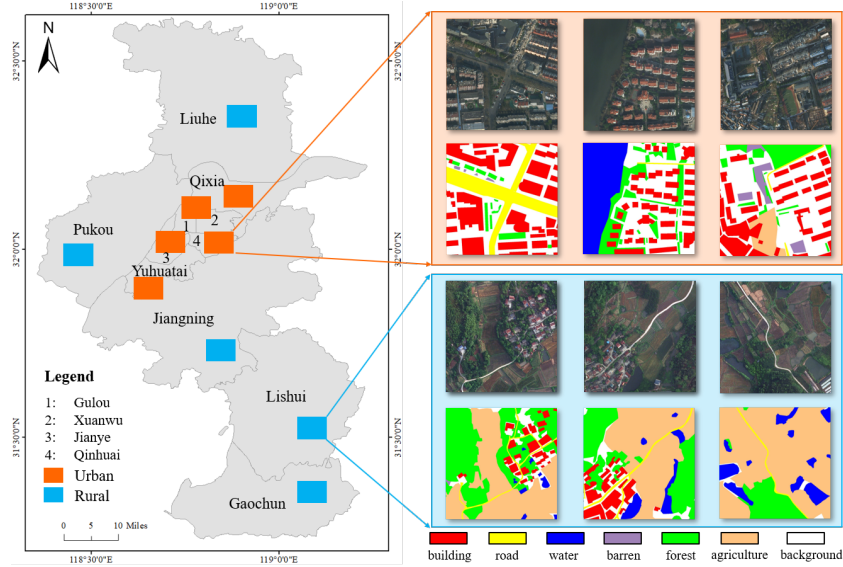 118°30'0"E
119°0'0"E
N
32°30'0"N
32°30'0"N
Liuhe
Qixia
1
2
Pukou
4
32°0'0"N
32°0'0"N
3
Yuhuatai
Jiangning
Legend
1: Gulou
2: Xuanwu
3: Jianye
4: Qinhuai
Urban
Rural
Lishui
31°30'0"N
31°30'0"N
Gaochun
0 5 10 Miles
118°30'0"E
119°0'0"E
building
road
water
barren
forest
agriculture
background